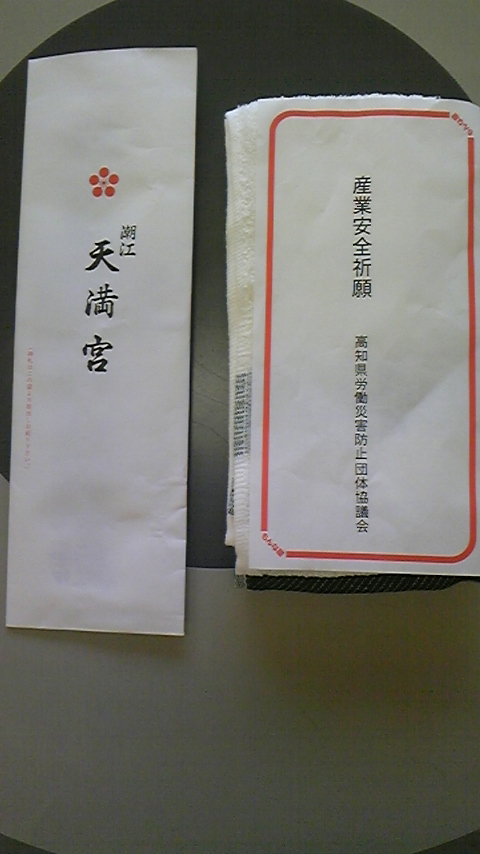 潮江
天満宮
産業安全祈願
高知県労働災害防止団体協議会